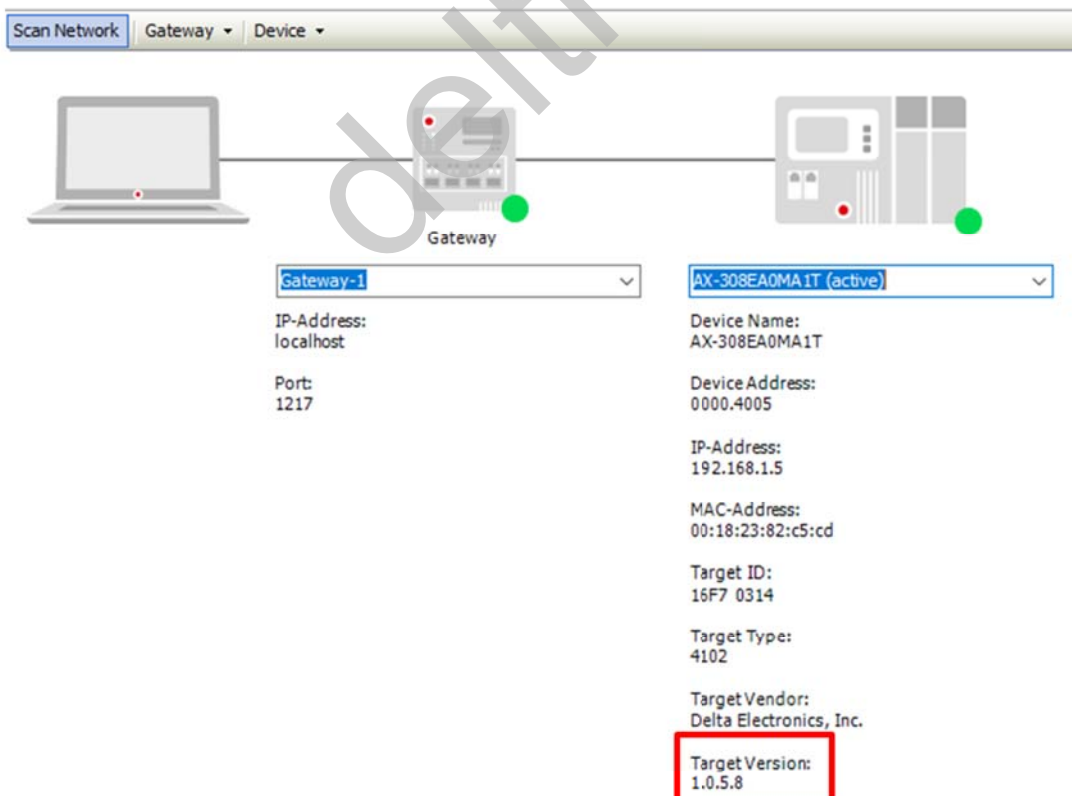 Scan Network Gateway Device
Gateway
Gateway-1
IP-Address:
localhost
Port:
1217
AX-308EA0MA1T (active)
Device Name:
AX-308EA0MA1T
Device Address:
0000.4005
IP-Address:
192.168.1.5
MAC-Address:
00:18:23:82:c5:cd
Target ID:
16F7 0314
Target Type:
4102
Target Vendor:
Delta Electronics, Inc.
Target Version:
1.0.5.8